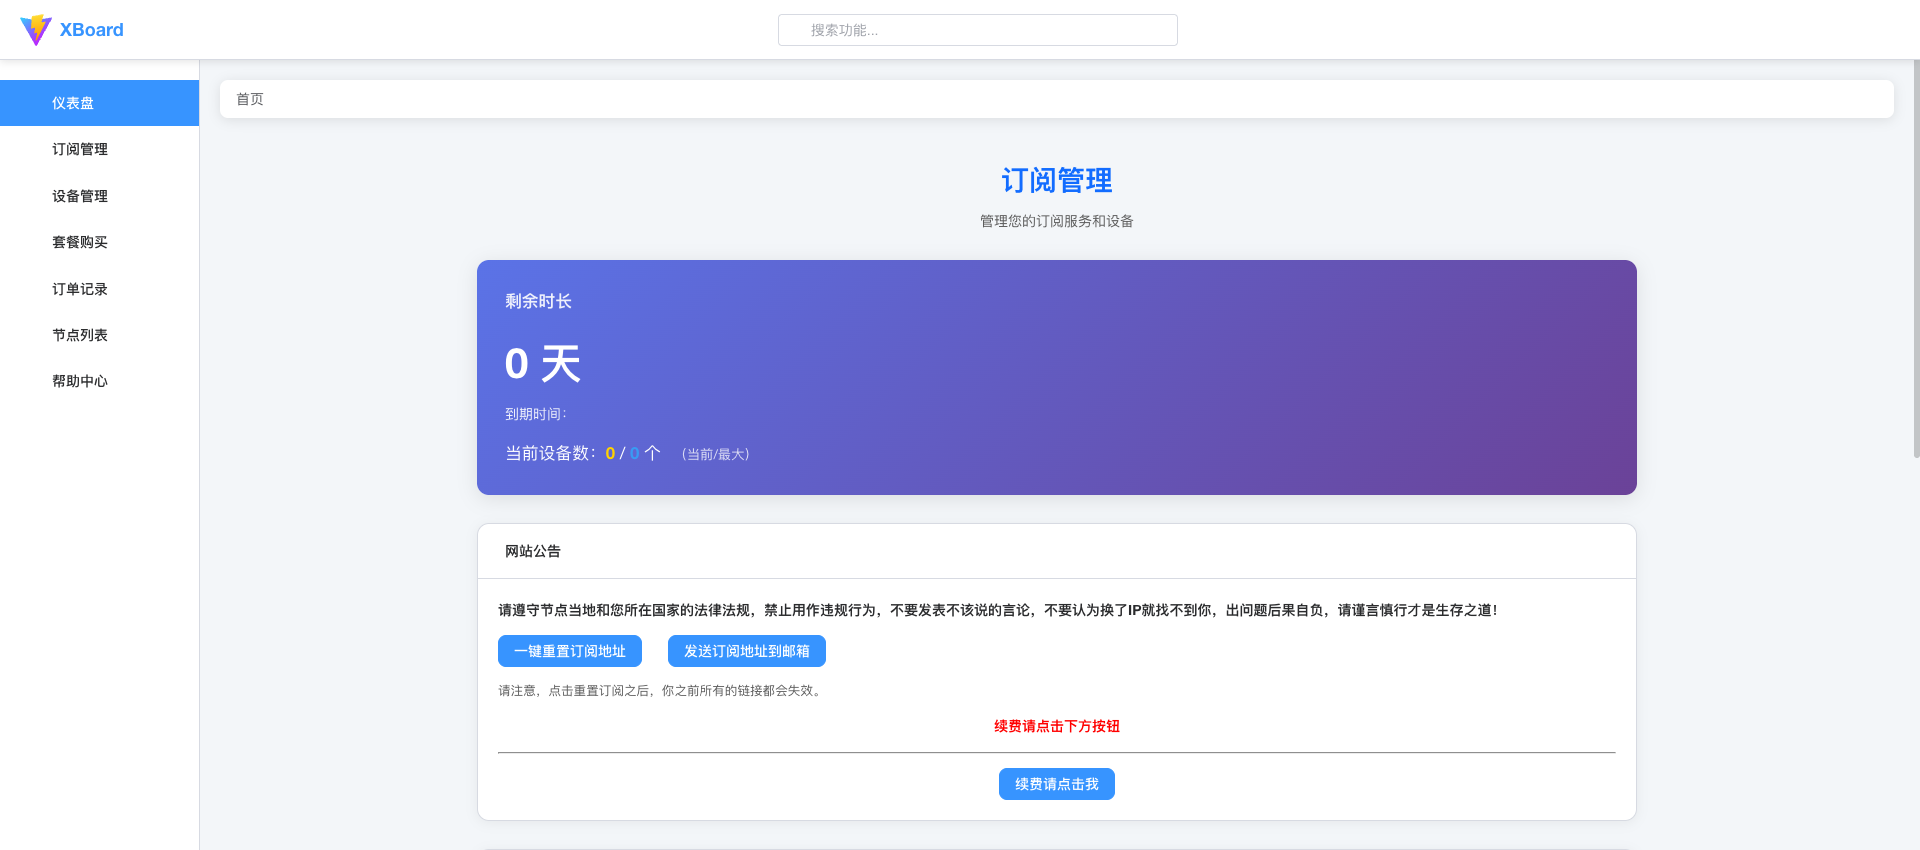 XBoard
搜索功能...
仪表盘
订阅管理
设备管理
套餐购买
订单记录
节点列表
帮助中心
首页
订阅管理
管理您的订阅服务和设备
剩余时长
0 天
到期时间：
当前设备数：0 / 0 个 （当前/最大）
网站公告
请遵守节点当地和您所在国家的法律法规，禁止用作违规行为，不要发表不该说的言论，不要认为换了IP就找不到你，出问题后果自负，请谨言慎行才是生存之道！
一键重置订阅地址 发送订阅地址到邮箱
请注意，点击重置订阅之后，你之前所有的链接都会失效。
续费请点击下方按钮
续费请点击我